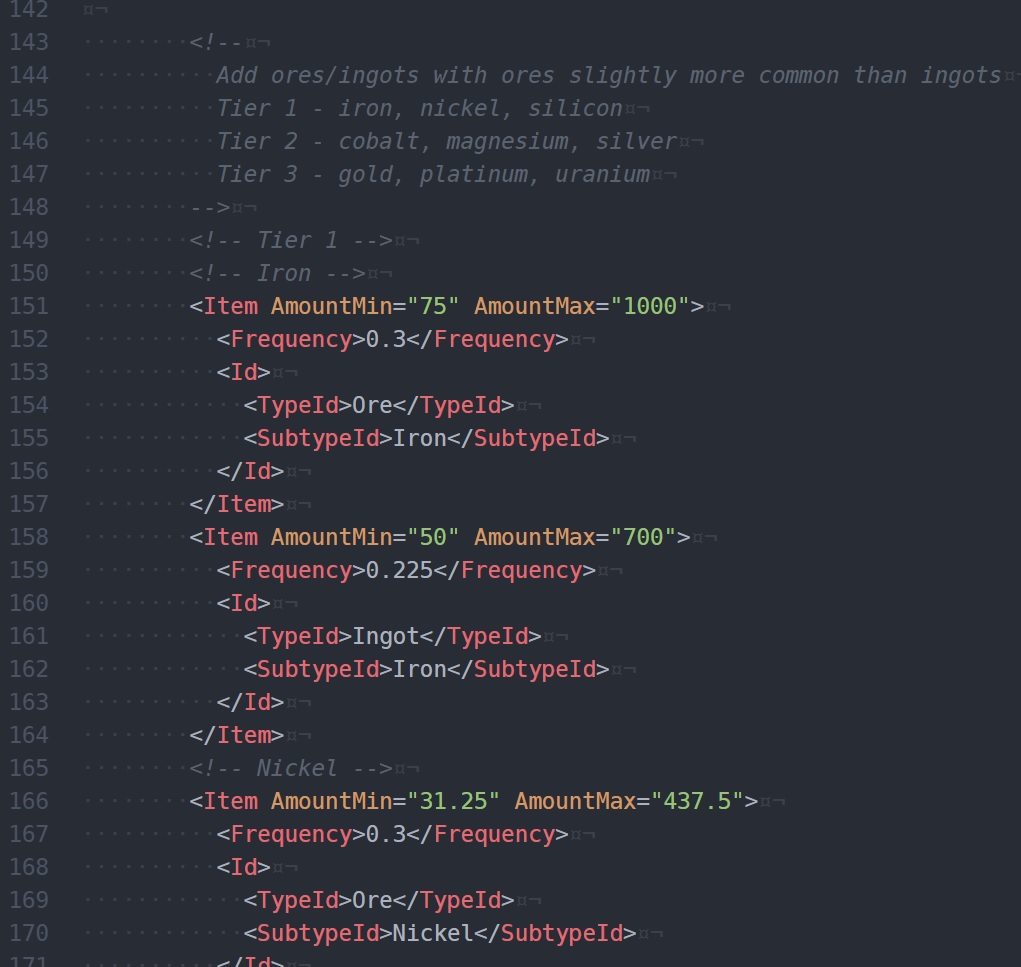 142
143 <!--
144 Add ores/ingots with ores slightly more common than ingots
145 Tier 1 - iron, nickel, silicon
146 Tier 2 - cobalt, magnesium, silver
147 Tier 3 - gold, platinum, uranium
148 -->
149 <!-- Tier 1 -->
150 <!-- Iron -->
151 <Item AmountMin="75" AmountMax="1000">
152 <Frequency>0.3</Frequency>
153 <Id>
154 <TypeId>Ore</TypeId>
155 <SubtypeId>Iron</SubtypeId>
156 </Id>
157 </Item>
158 <Item AmountMin="50" AmountMax="700">
159 <Frequency>0.225</Frequency>
160 <Id>
161 <TypeId>Ingot</TypeId>
162 <SubtypeId>Iron</SubtypeId>
163 </Id>
164 </Item>
165 <!-- Nickel -->
166 <Item AmountMin="31.25" AmountMax="437.5">
167 <Frequency>0.3</Frequency>
168 <Id>
169 <TypeId>Ore</TypeId>
170 <SubtypeId>Nickel</SubtypeId>
171 </Id>